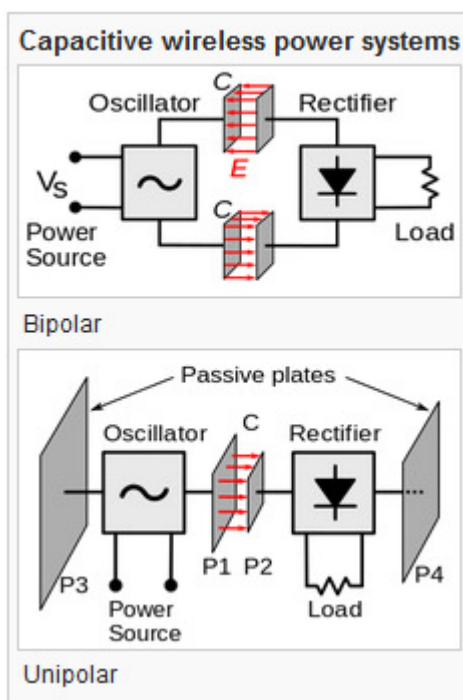 Capacitive wireless power systems
C
Oscillator
Rectifier
E
V_S
C
Power
Source
Load
Bipolar
Passive plates
C
Oscillator
Rectifier
P3
P1 P2
P4
Power
Source
Load
Unipolar